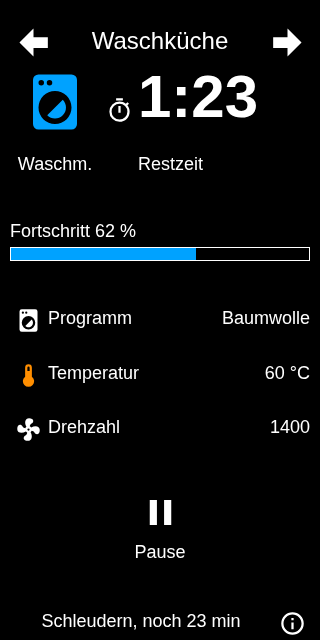 Waschküche
1:23
Waschm. Restzeit
Fortschritt 62 %
Programm Baumwolle
Temperatur 60 °C
Drehzahl 1400
Pause
Schleudern, noch 23 min